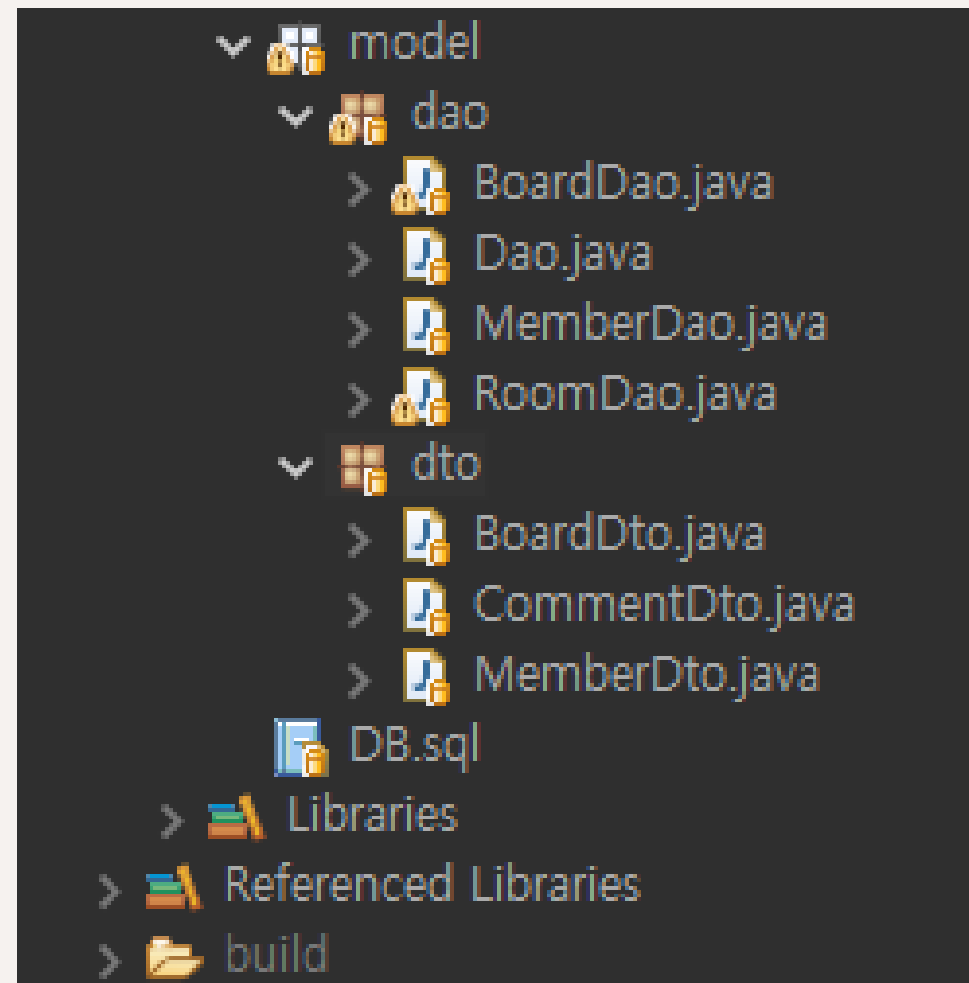 model
dao
BoardDao.java
Dao.java
MemberDao.java
RoomDao.java
dto
BoardDto.java
CommentDto.java
MemberDto.java
DB.sql
Libraries
Referenced Libraries
build